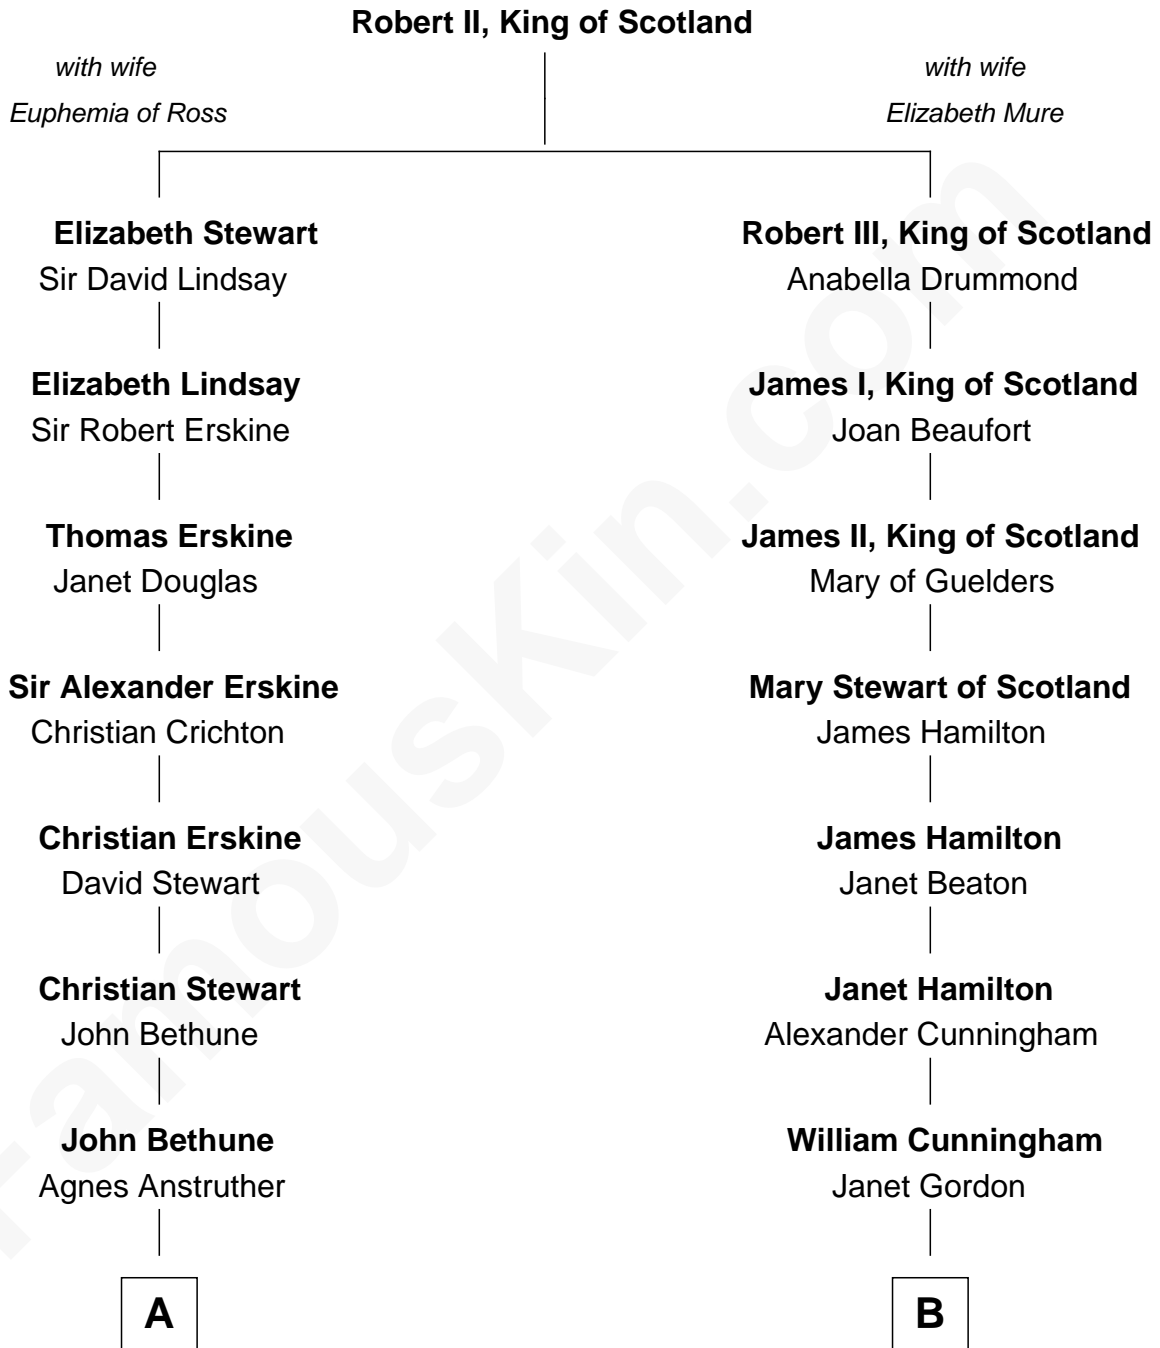 Robert II, King of Scotland
with wife
Euphemia of Ross
with wife
Elizabeth Mure
Elizabeth Stewart
Sir David Lindsay
Robert III, King of Scotland
Anabella Drummond
Elizabeth Lindsay
Sir Robert Erskine
James I, King of Scotland
Joan Beaufort
Thomas Erskine
Janet Douglas
James II, King of Scotland
Mary of Guelders
Sir Alexander Erskine
Christian Crichton
Mary Stewart of Scotland
James Hamilton
Christian Erskine
David Stewart
James Hamilton
Janet Beaton
Christian Stewart
John Bethune
Janet Hamilton
Alexander Cunningham
John Bethune
Agnes Anstruther
William Cunningham
Janet Gordon
A
B
FamousKin.com